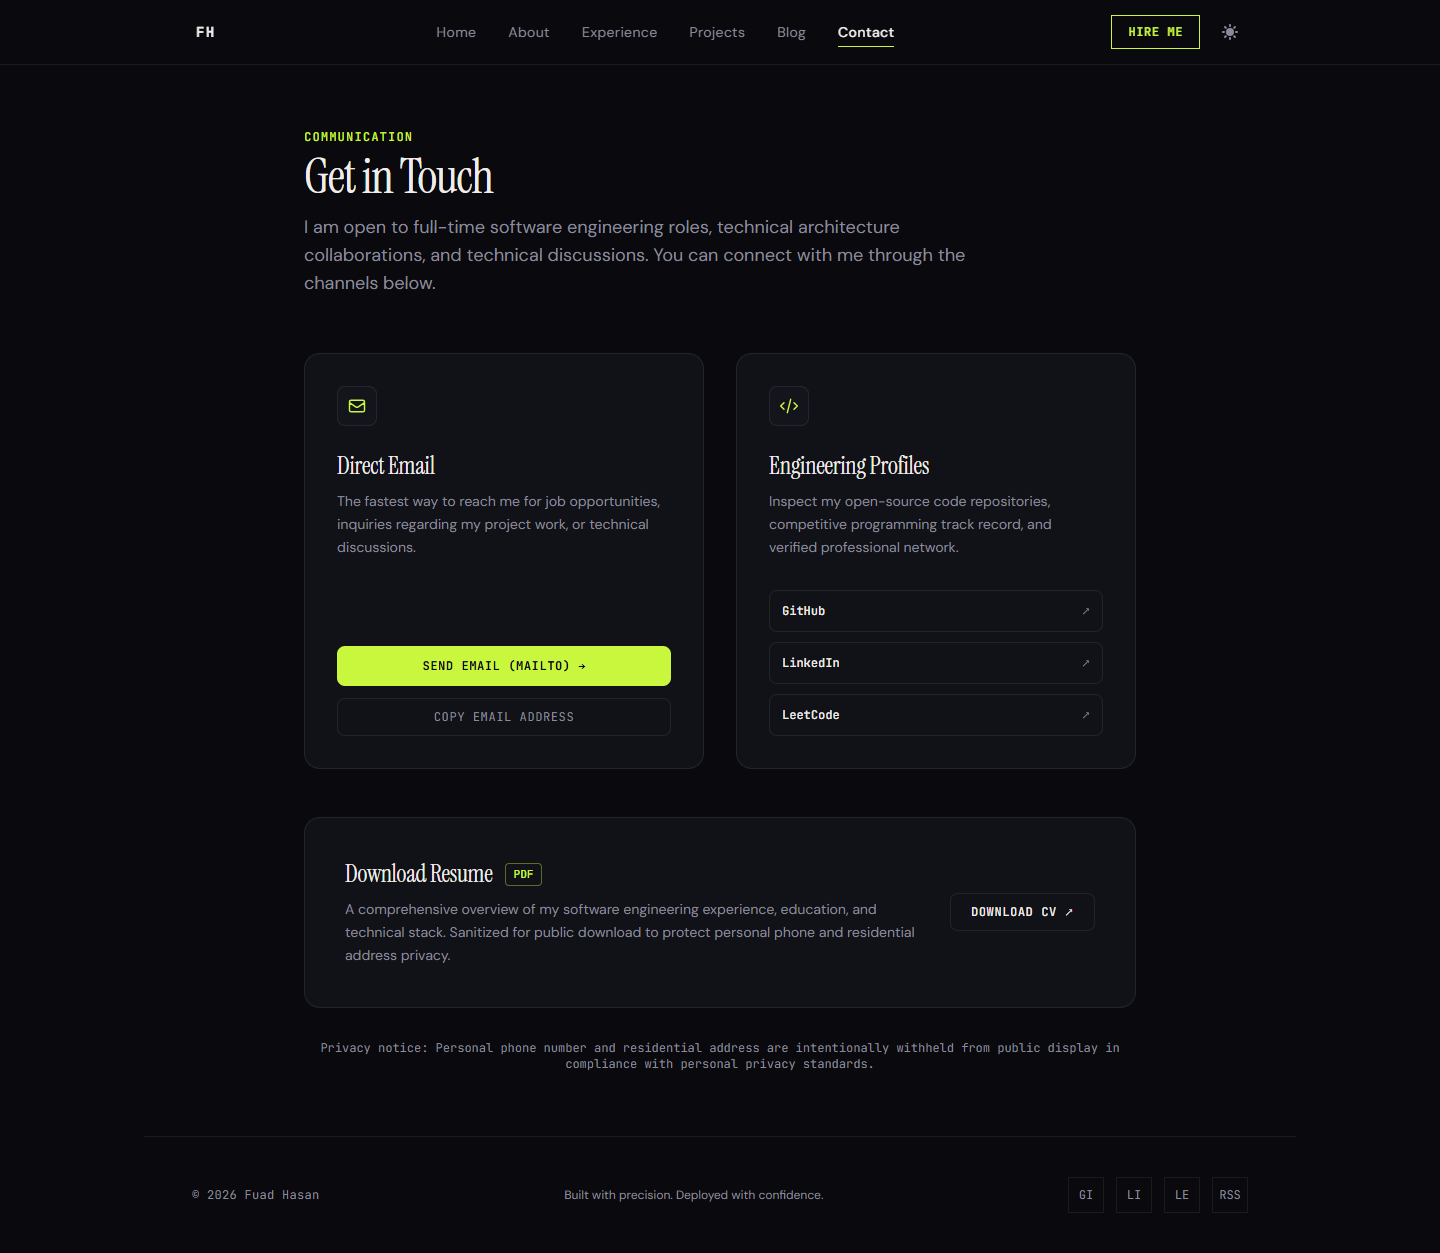 FH
Home
About
Experience
Projects
Blog
Contact
HIRE ME
COMMUNICATION
Get in Touch
I am open to full-time software engineering roles, technical architecture
collaborations, and technical discussions. You can connect with me through the
channels below.
Direct Email
The fastest way to reach me for job opportunities,
inquiries regarding my project work, or technical
discussions.
SEND EMAIL (MAILTO) →
COPY EMAIL ADDRESS
Engineering Profiles
Inspect my open-source code repositories,
competitive programming track record, and
verified professional network.
GitHub ↗
LinkedIn ↗
LeetCode ↗
Download Resume PDF
A comprehensive overview of my software engineering experience, education, and
technical stack. Sanitized for public download to protect personal phone and residential
address privacy.
DOWNLOAD CV ↗
Privacy notice: Personal phone number and residential address are intentionally withheld from public display in
compliance with personal privacy standards.
© 2026 Fuad Hasan
Built with precision. Deployed with confidence.
GI
LI
LE
RSS